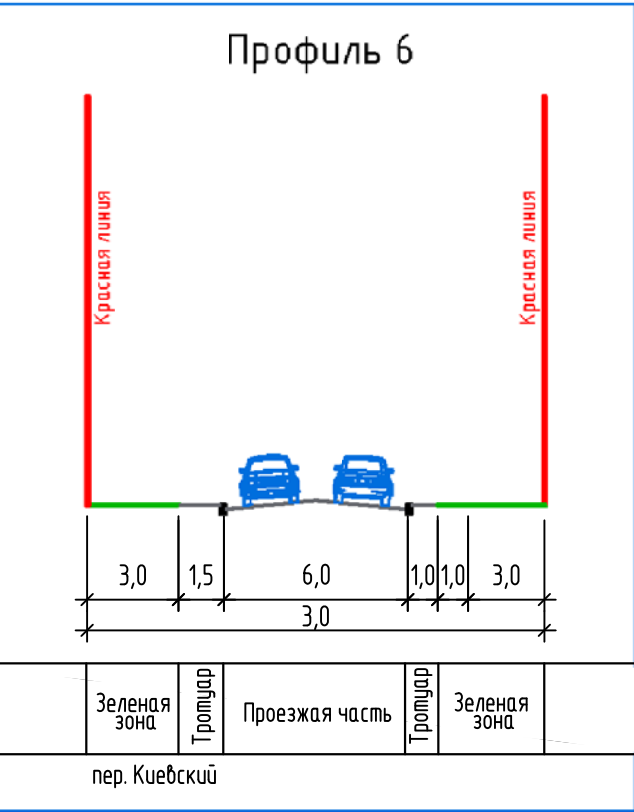 Профиль 6
Красная линия
Красная линия
3,0 1,5 6,0 1,0 1,0 3,0
3,0
Зеленая зона
Тротуар
Проезжая часть
Тротуар
Зеленая зона
пер. Киевский